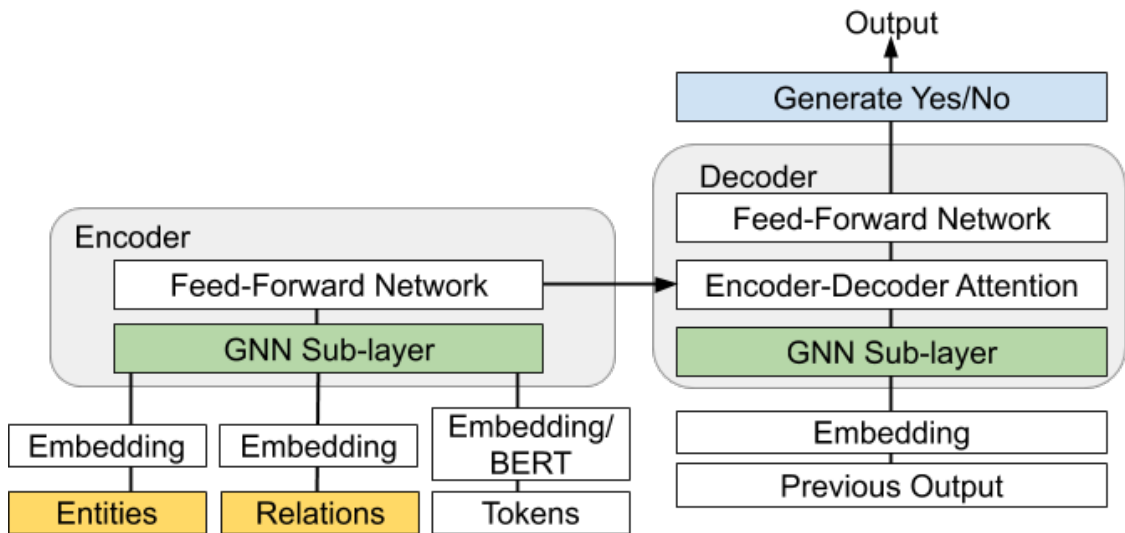 Output
Generate Yes/No
Decoder
Feed-Forward Network
Encoder-Decoder Attention
GNN Sub-layer
Embedding
Previous Output
Encoder
Feed-Forward Network
GNN Sub-layer
Embedding
Embedding
Embedding/
BERT
Entities
Relations
Tokens